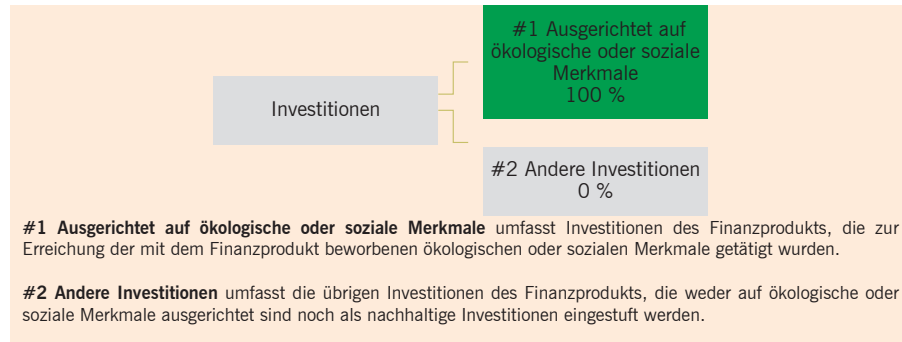 #1 Ausgerichtet auf
ökologische oder soziale
Merkmale
100 %
Investitionen
#2 Andere Investitionen
0 %
#1 Ausgerichtet auf ökologische oder soziale Merkmale umfasst Investitionen des Finanzprodukts, die zur
Erreichung der mit dem Finanzprodukt beworbenen ökologischen oder sozialen Merkmale getätigt wurden.
#2 Andere Investitionen umfasst die übrigen Investitionen des Finanzprodukts, die weder auf ökologische oder
soziale Merkmale ausgerichtet sind noch als nachhaltige Investitionen eingestuft werden.